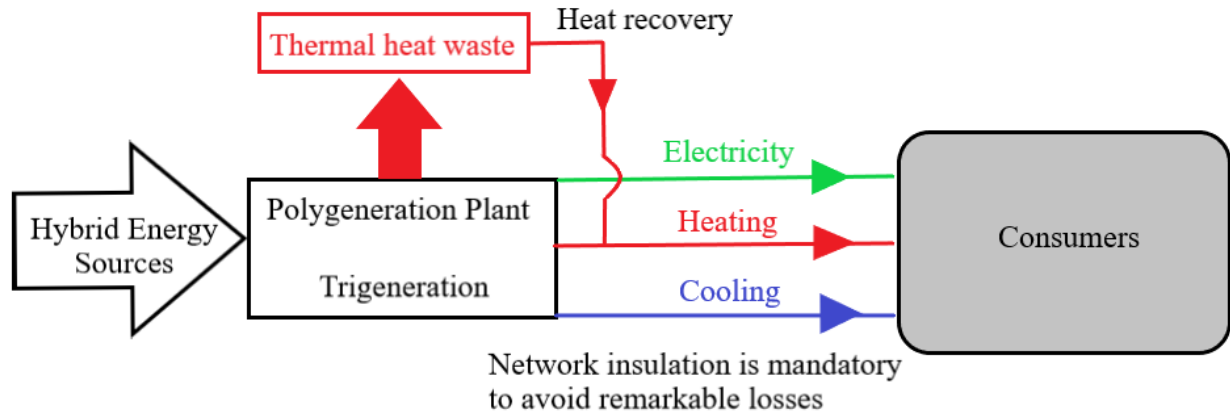 Heat recovery
Thermal heat waste
Electricity
Polygeneration Plant
Hybrid Energy
Sources
Heating
Consumers
Trigeneration
Cooling
Network insulation is mandatory
to avoid remarkable losses